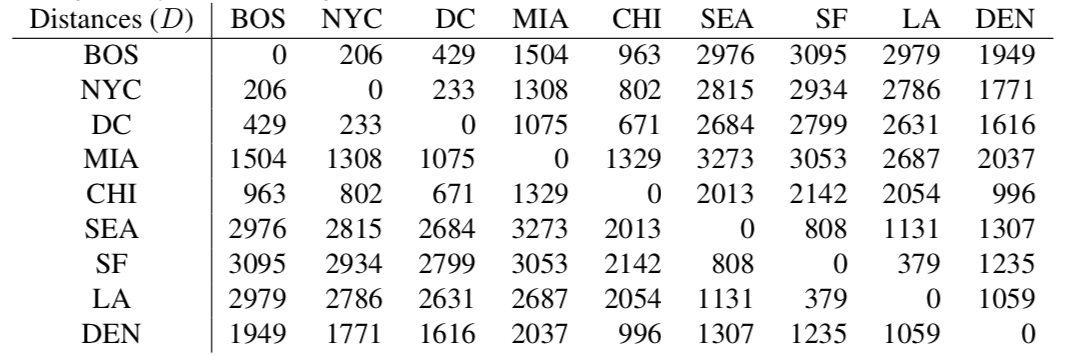 Distances (D) BOS NYC DC MIA CHI SEA SF LA DEN
BOS 0 206 429 1504 963 2976 3095 2979 1949
NYC 206 0 233 1308 802 2815 2934 2786 1771
DC 429 233 0 1075 671 2684 2799 2631 1616
MIA 1504 1308 1075 0 1329 3273 3053 2687 2037
CHI 963 802 671 1329 0 2013 2142 2054 996
SEA 2976 2815 2684 3273 2013 0 808 1131 1307
SF 3095 2934 2799 3053 2142 808 0 379 1235
LA 2979 2786 2631 2687 2054 1131 379 0 1059
DEN 1949 1771 1616 2037 996 1307 1235 1059 0